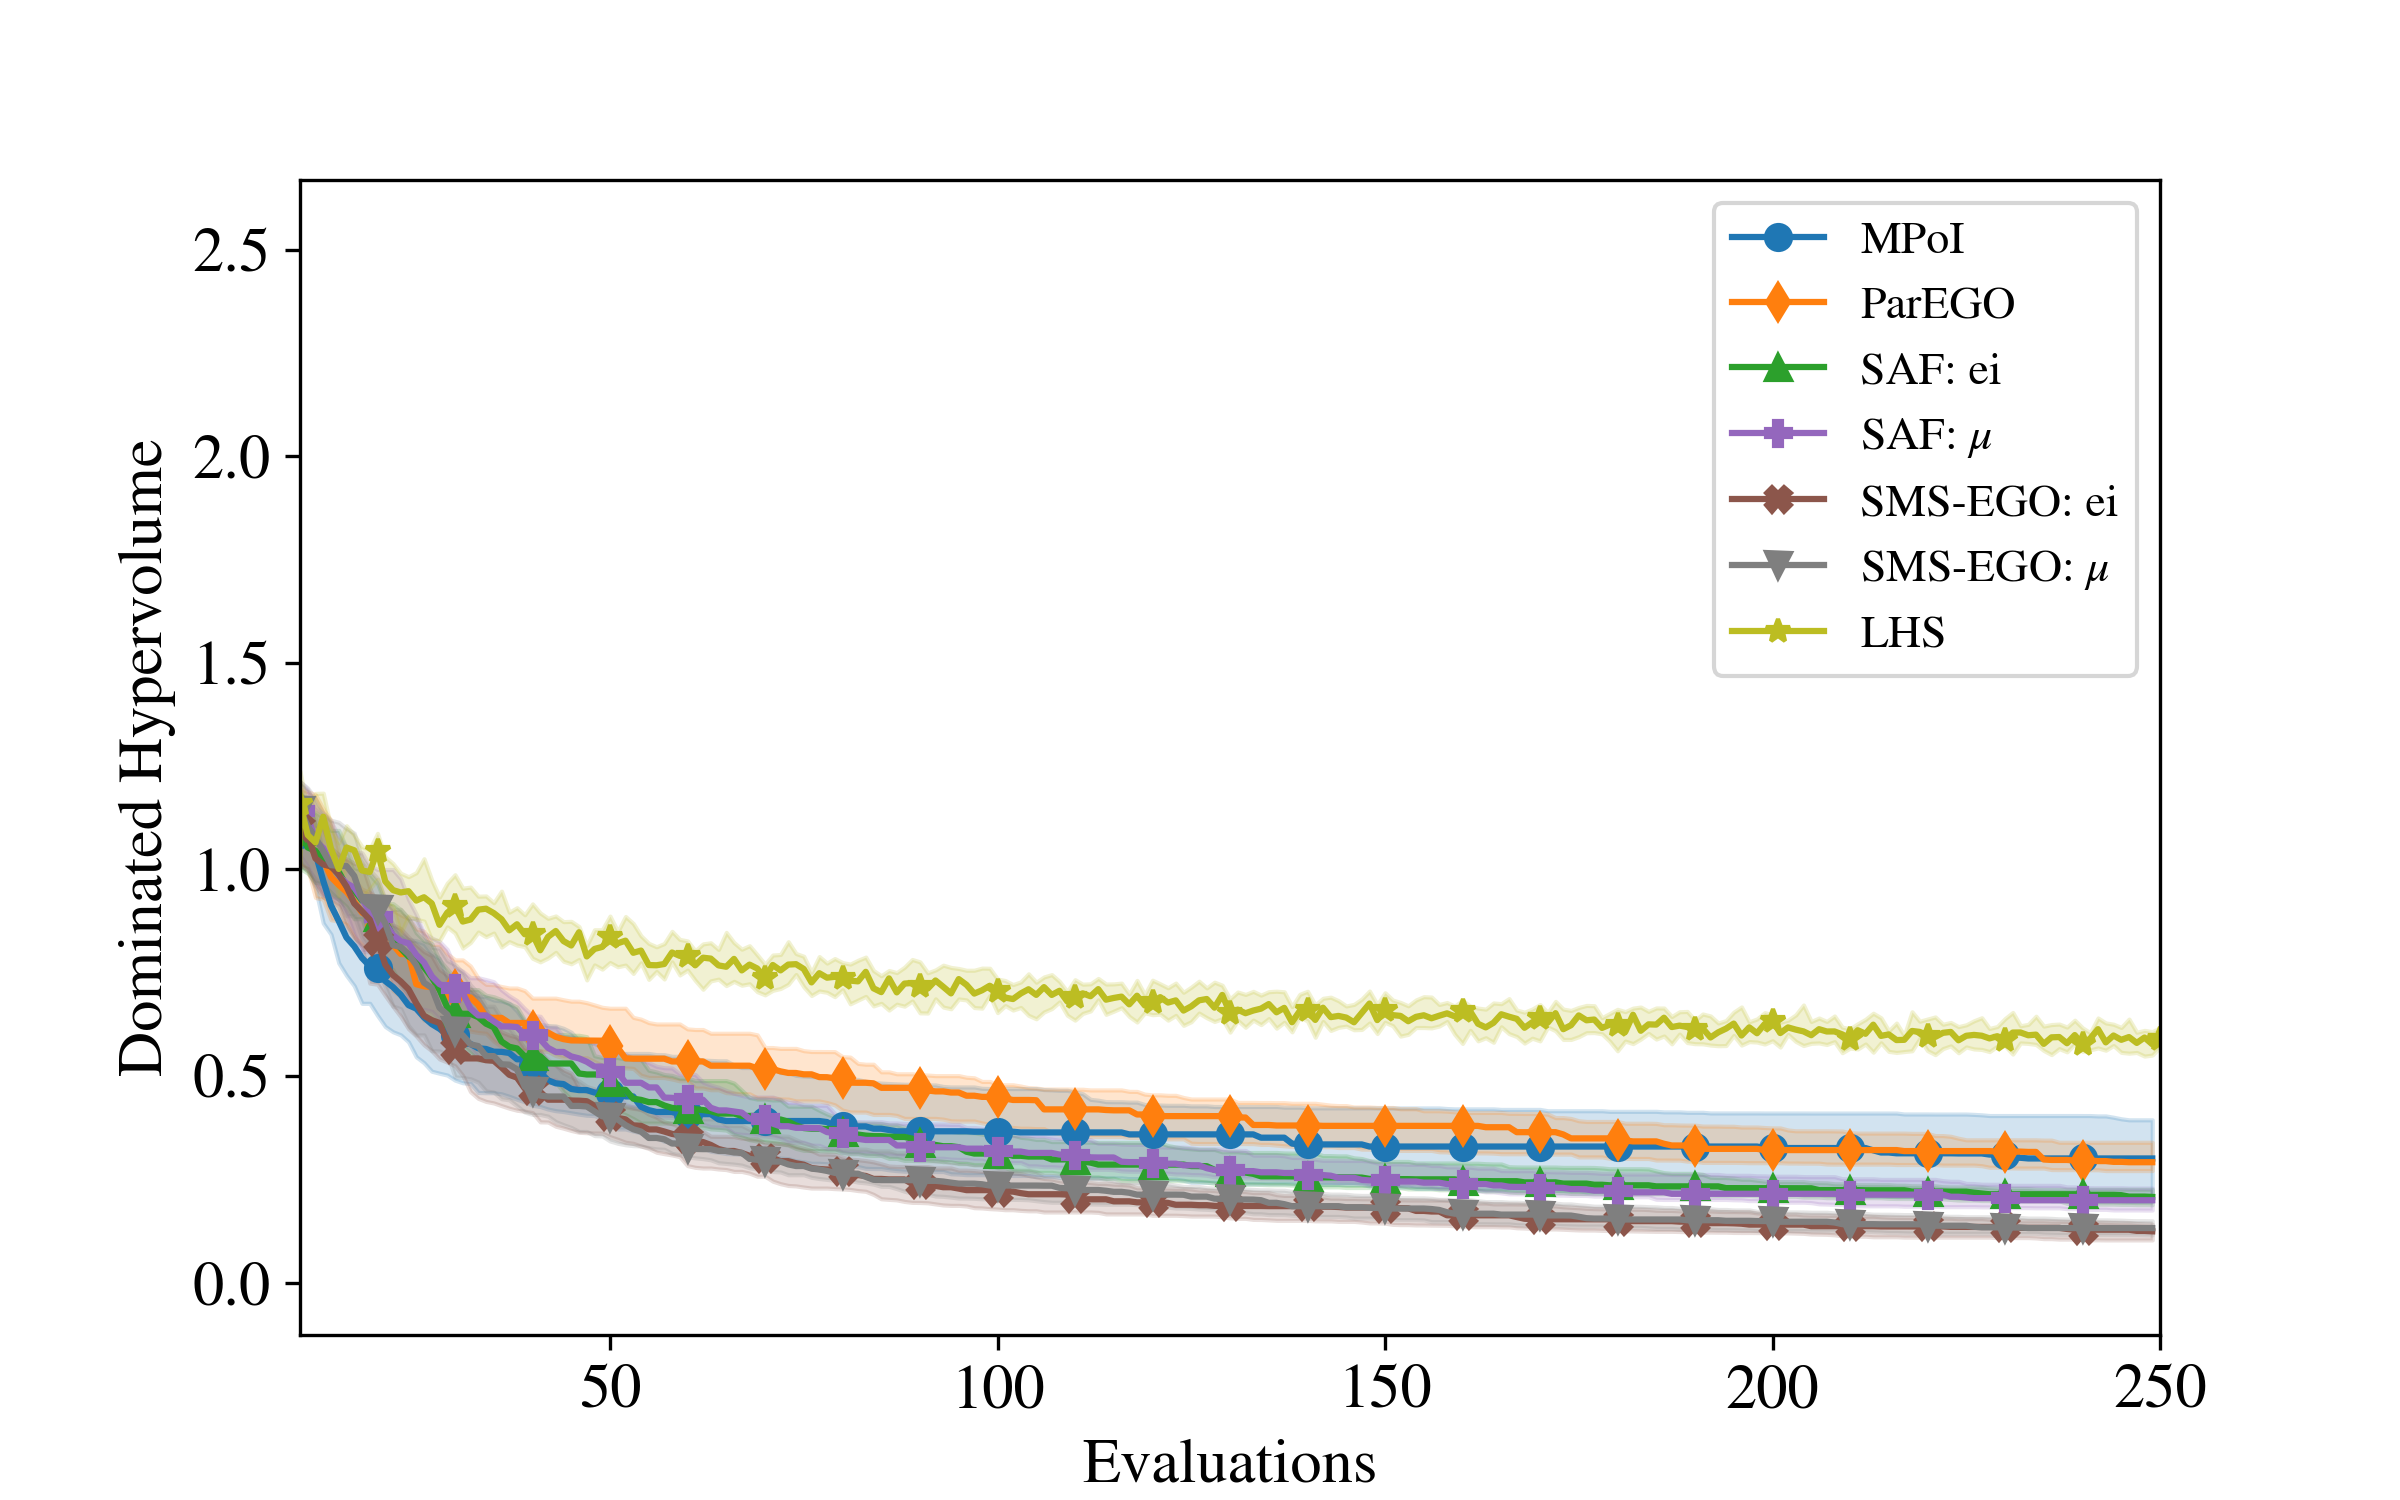 2.5
2.0
1.5
1.0
0.5
0.0
Dominated Hypervolume
MPoI
ParEGO
SAF: ei
SAF: μ
SMS-EGO: ei
SMS-EGO: μ
LHS
50 100 150 200 250
Evaluations